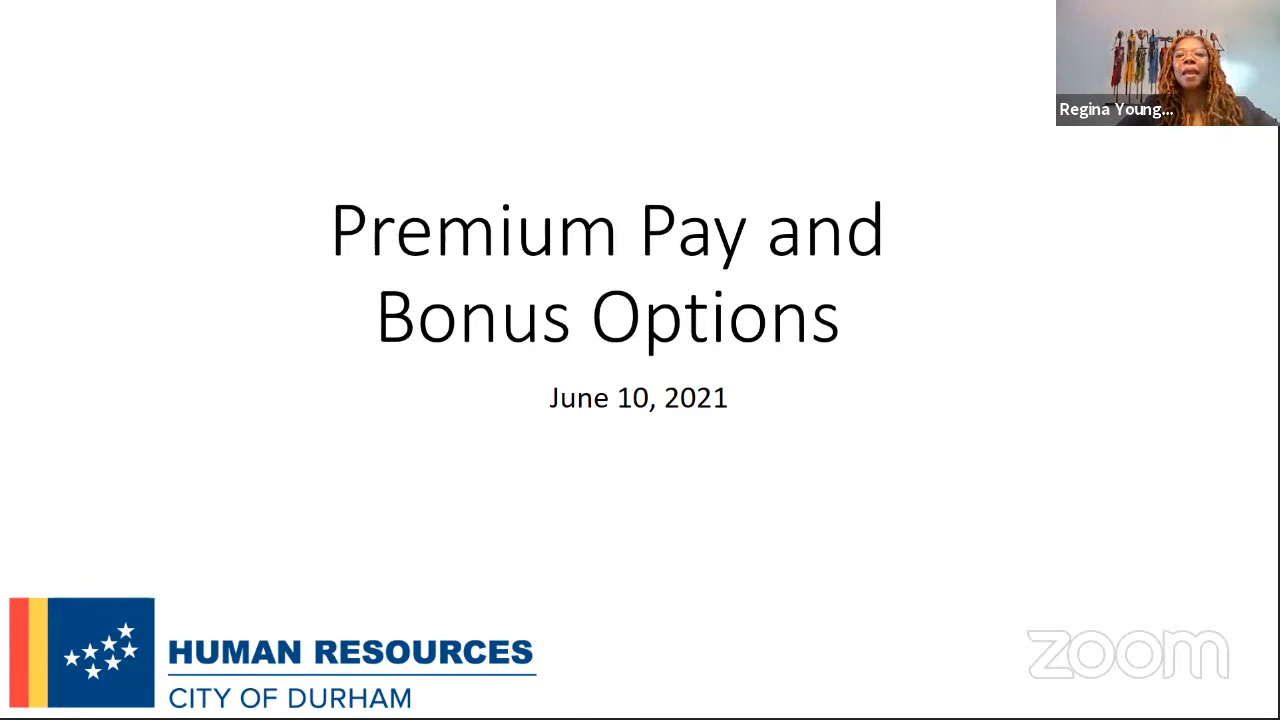 Regina Young...
Premium Pay and
Bonus Options
June 10, 2021
HUMAN RESOURCES
CITY OF DURHAM
zoom